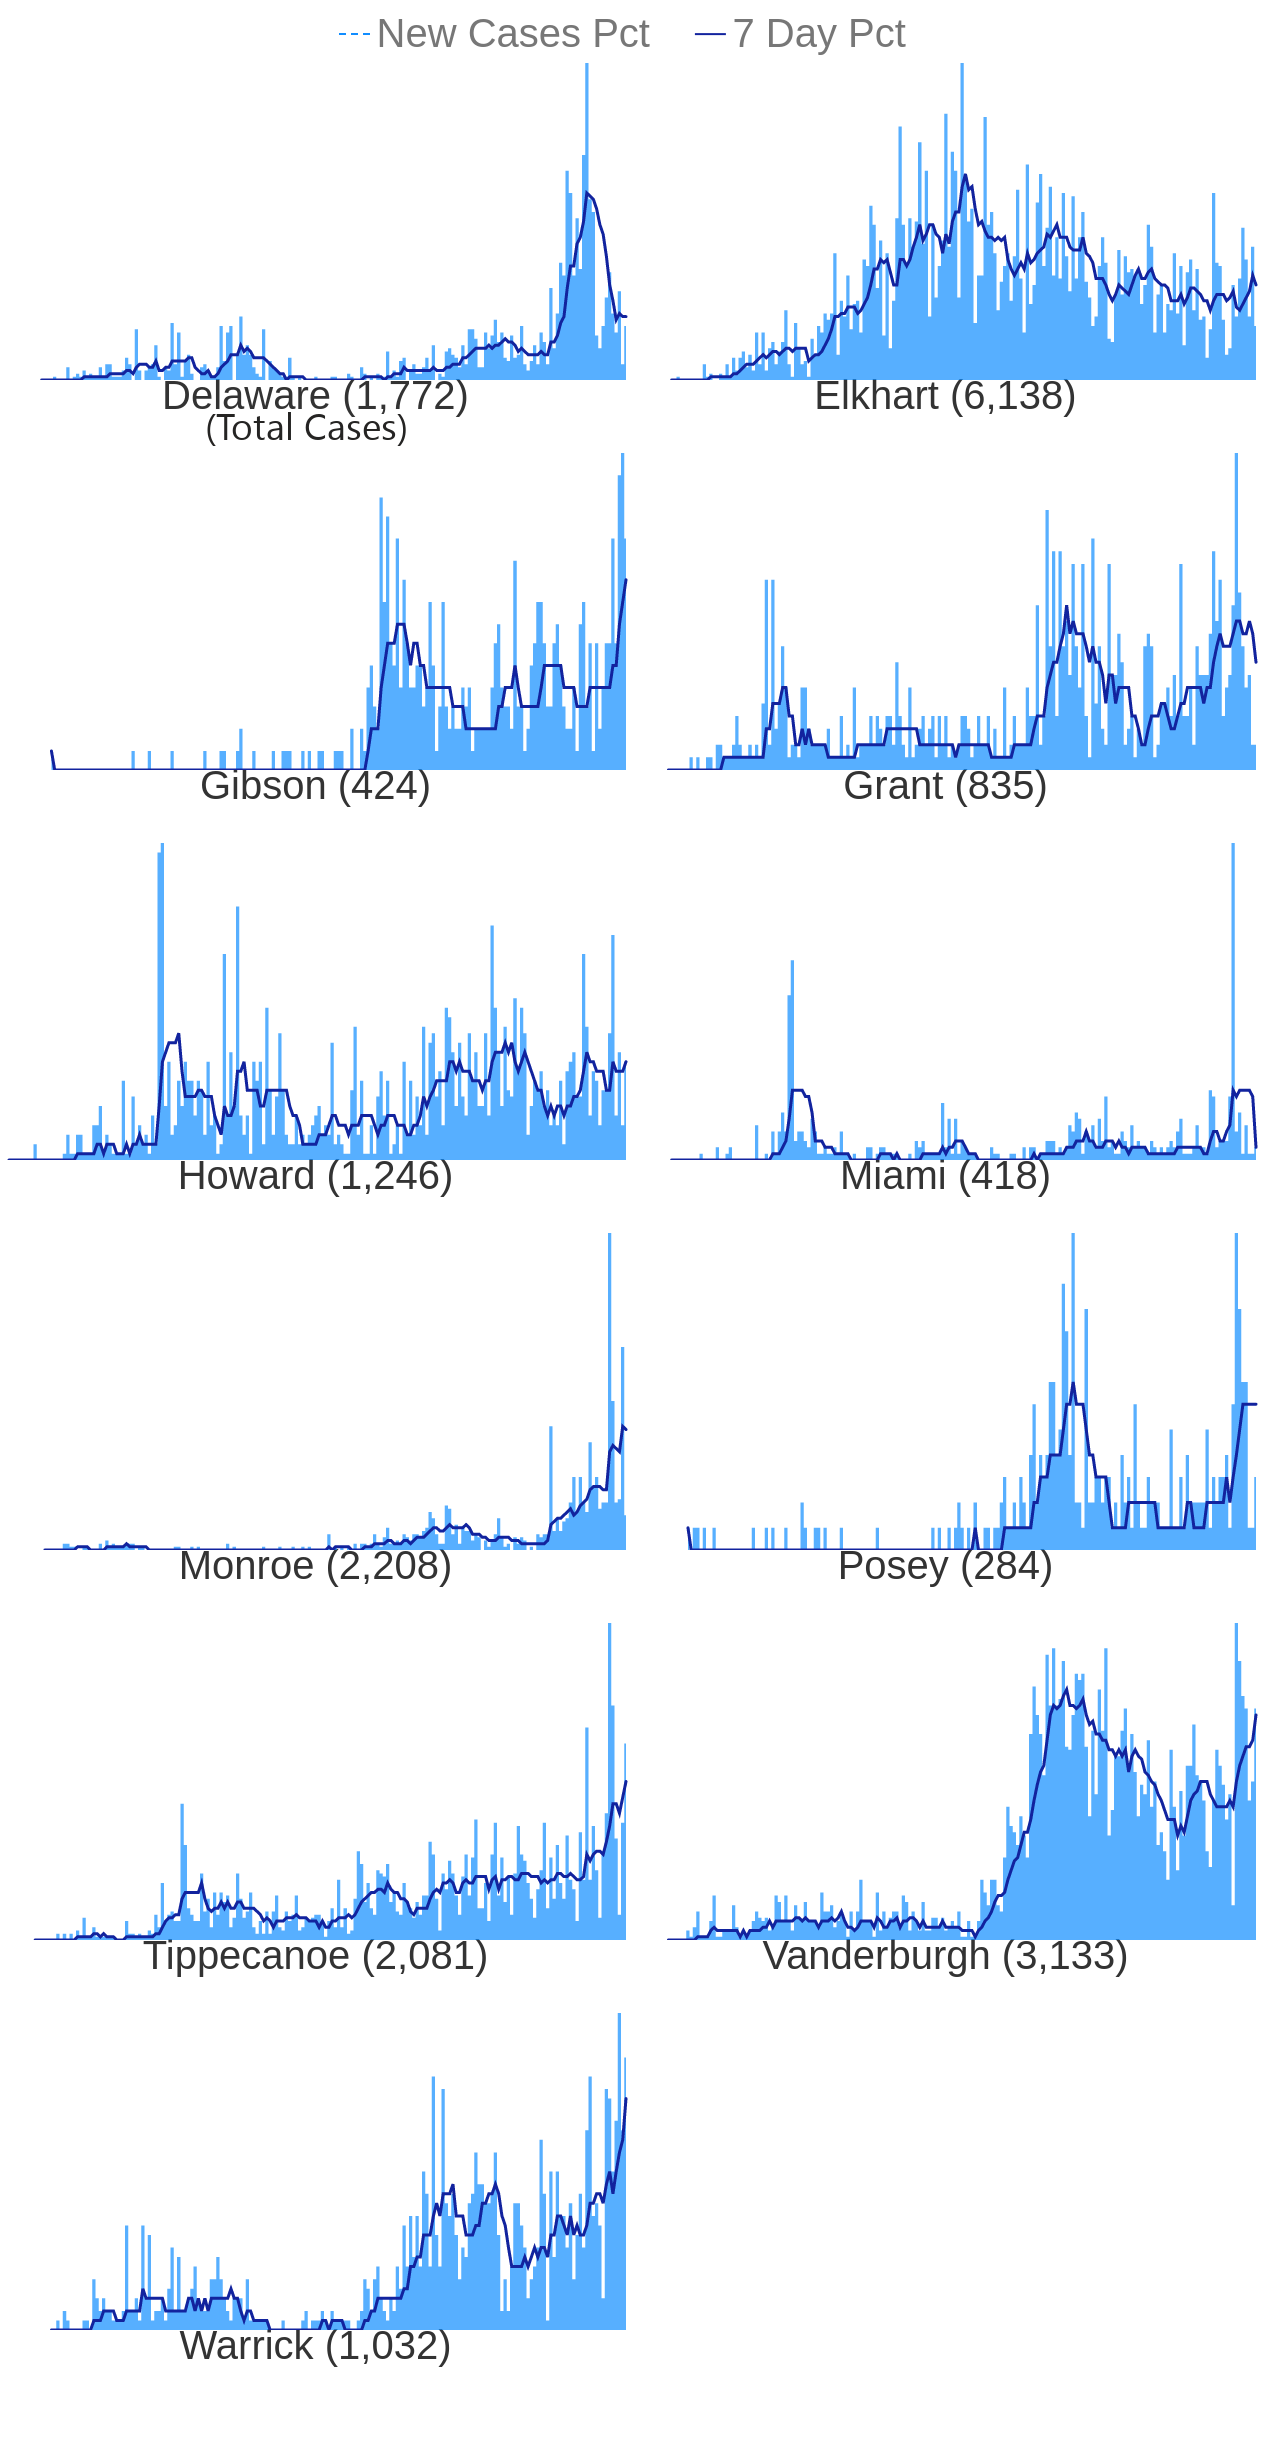 New Cases Pct 7 Day Pct
Delaware (1,772) Elkhart (6,138)
(Total Cases)
Gibson (424) Grant (835)
Howard (1,246) Miami (418)
Monroe (2,208) Posey (284)
Tippecanoe (2,081) Vanderburgh (3,133)
Warrick (1,032)